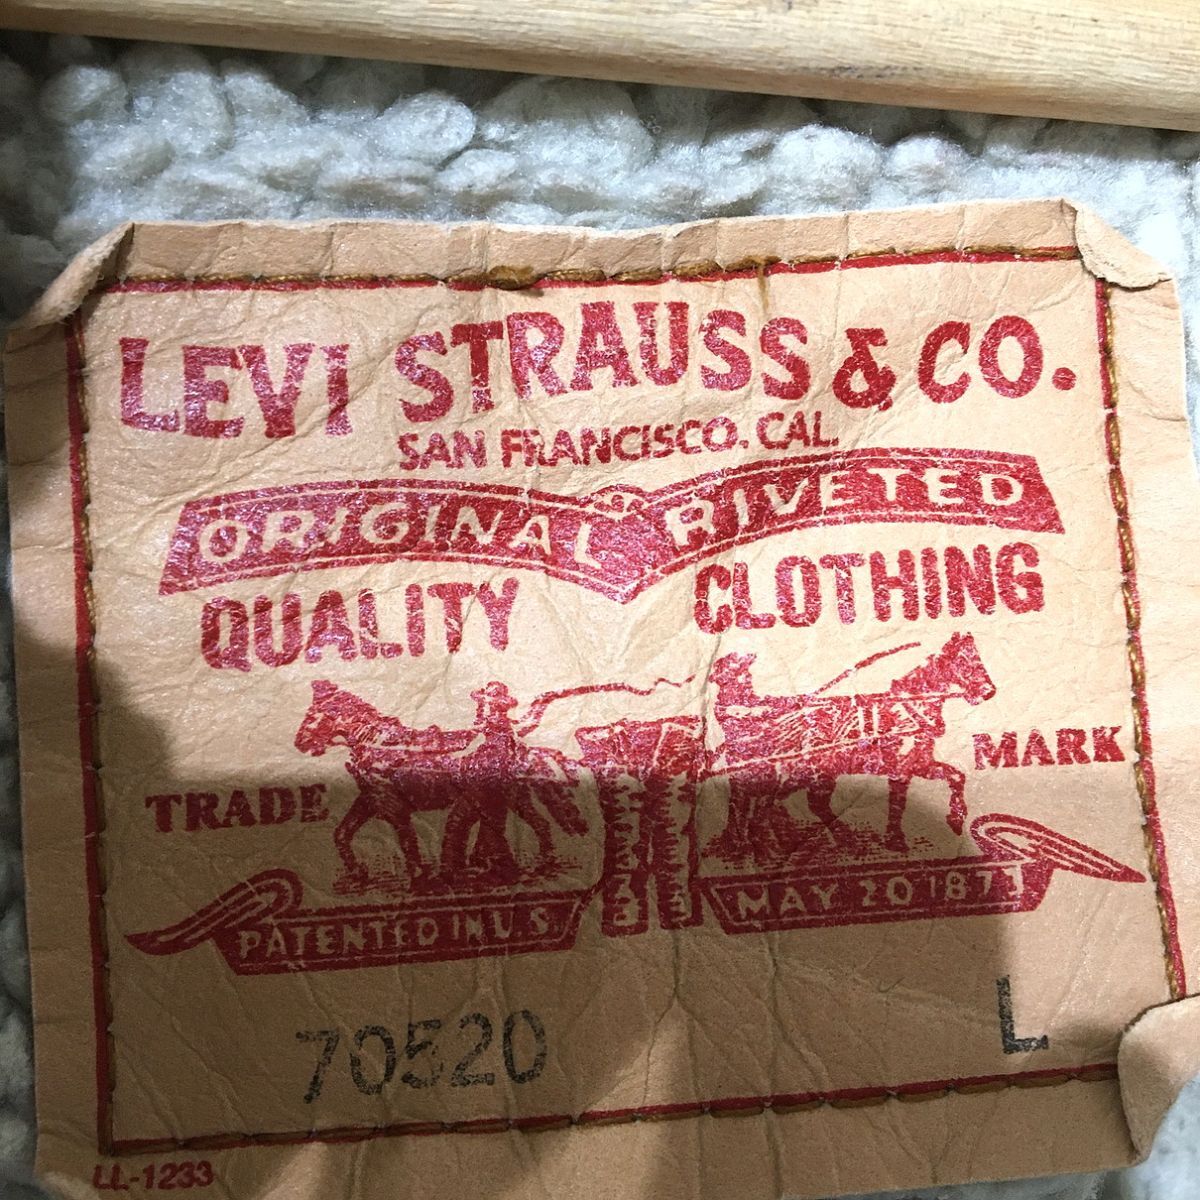 LEVI STRAUSS & CO.
SAN FRANCISCO. CAL.
ORIGINAL RIVETED
QUALITY CLOTHING
TRADE MARK
PATENTED IN U.S. MAY 20 1873
70520 L
LL-1233